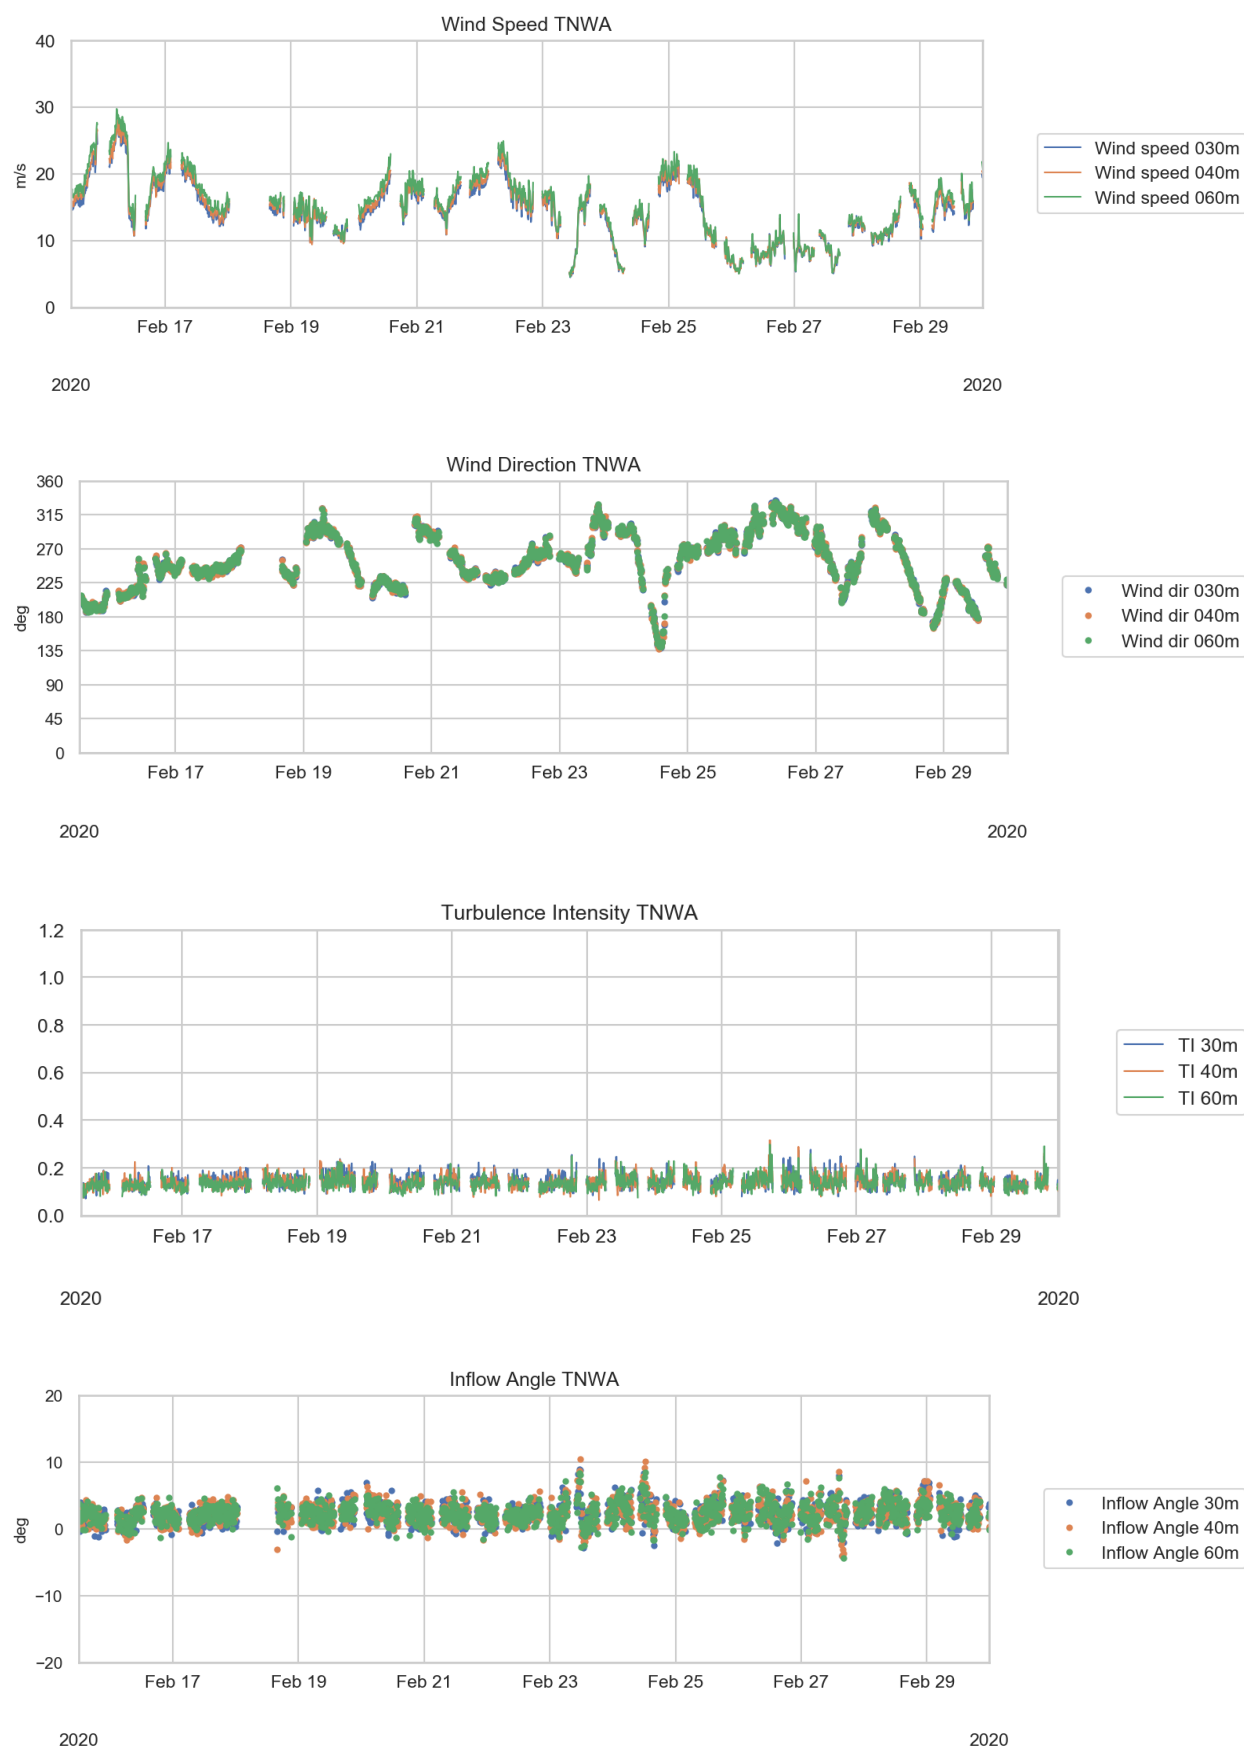 Wind Speed TNWA
40
30
20
10
0
m/s
Feb 17 Feb 19 Feb 21 Feb 23 Feb 25 Feb 27 Feb 29
2020 2020
Wind speed 030m
Wind speed 040m
Wind speed 060m
Wind Direction TNWA
360
315
270
225
180
135
90
45
0
deg
Feb 17 Feb 19 Feb 21 Feb 23 Feb 25 Feb 27 Feb 29
2020 2020
Wind dir 030m
Wind dir 040m
Wind dir 060m
Turbulence Intensity TNWA
1.2
1.0
0.8
0.6
0.4
0.2
0.0
Feb 17 Feb 19 Feb 21 Feb 23 Feb 25 Feb 27 Feb 29
2020 2020
TI 30m
TI 40m
TI 60m
Inflow Angle TNWA
20
10
0
−10
−20
deg
Feb 17 Feb 19 Feb 21 Feb 23 Feb 25 Feb 27 Feb 29
2020 2020
Inflow Angle 30m
Inflow Angle 40m
Inflow Angle 60m